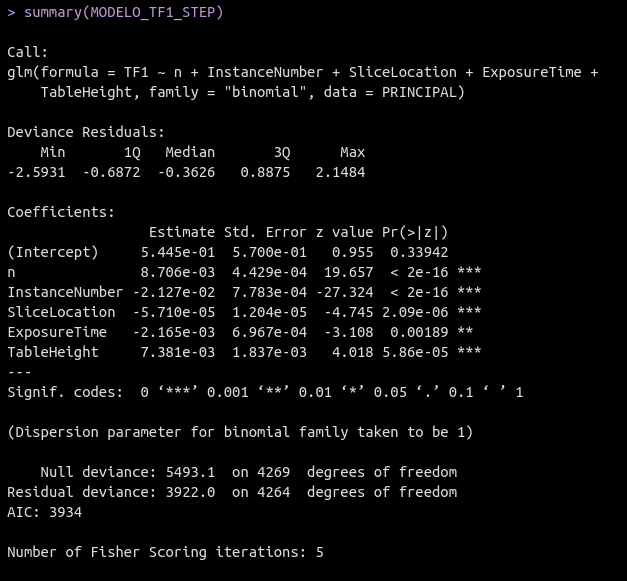 > summary(MODELO_TF1_STEP)
Call:
glm(formula = TF1 ~ n + InstanceNumber + SliceLocation + ExposureTime +
    TableHeight, family = "binomial", data = PRINCIPAL)
Deviance Residuals:
    Min       1Q   Median       3Q      Max
-2.5931  -0.6872  -0.3626   0.8875   2.1484
Coefficients:
                 Estimate Std. Error z value Pr(>|z|)
(Intercept)     5.445e-01  5.700e-01   0.955  0.33942
n               8.706e-03  4.429e-04  19.657  < 2e-16 ***
InstanceNumber -2.127e-02  7.783e-04 -27.324  < 2e-16 ***
SliceLocation  -5.710e-05  1.204e-05  -4.745 2.09e-06 ***
ExposureTime   -2.165e-03  6.967e-04  -3.108  0.00189 **
TableHeight     7.381e-03  1.837e-03   4.018 5.86e-05 ***
---
Signif. codes:  0 ‘***’ 0.001 ‘**’ 0.01 ‘*’ 0.05 ‘.’ 0.1 ‘ ’ 1
(Dispersion parameter for binomial family taken to be 1)
    Null deviance: 5493.1  on 4269  degrees of freedom
Residual deviance: 3922.0  on 4264  degrees of freedom
AIC: 3934
Number of Fisher Scoring iterations: 5